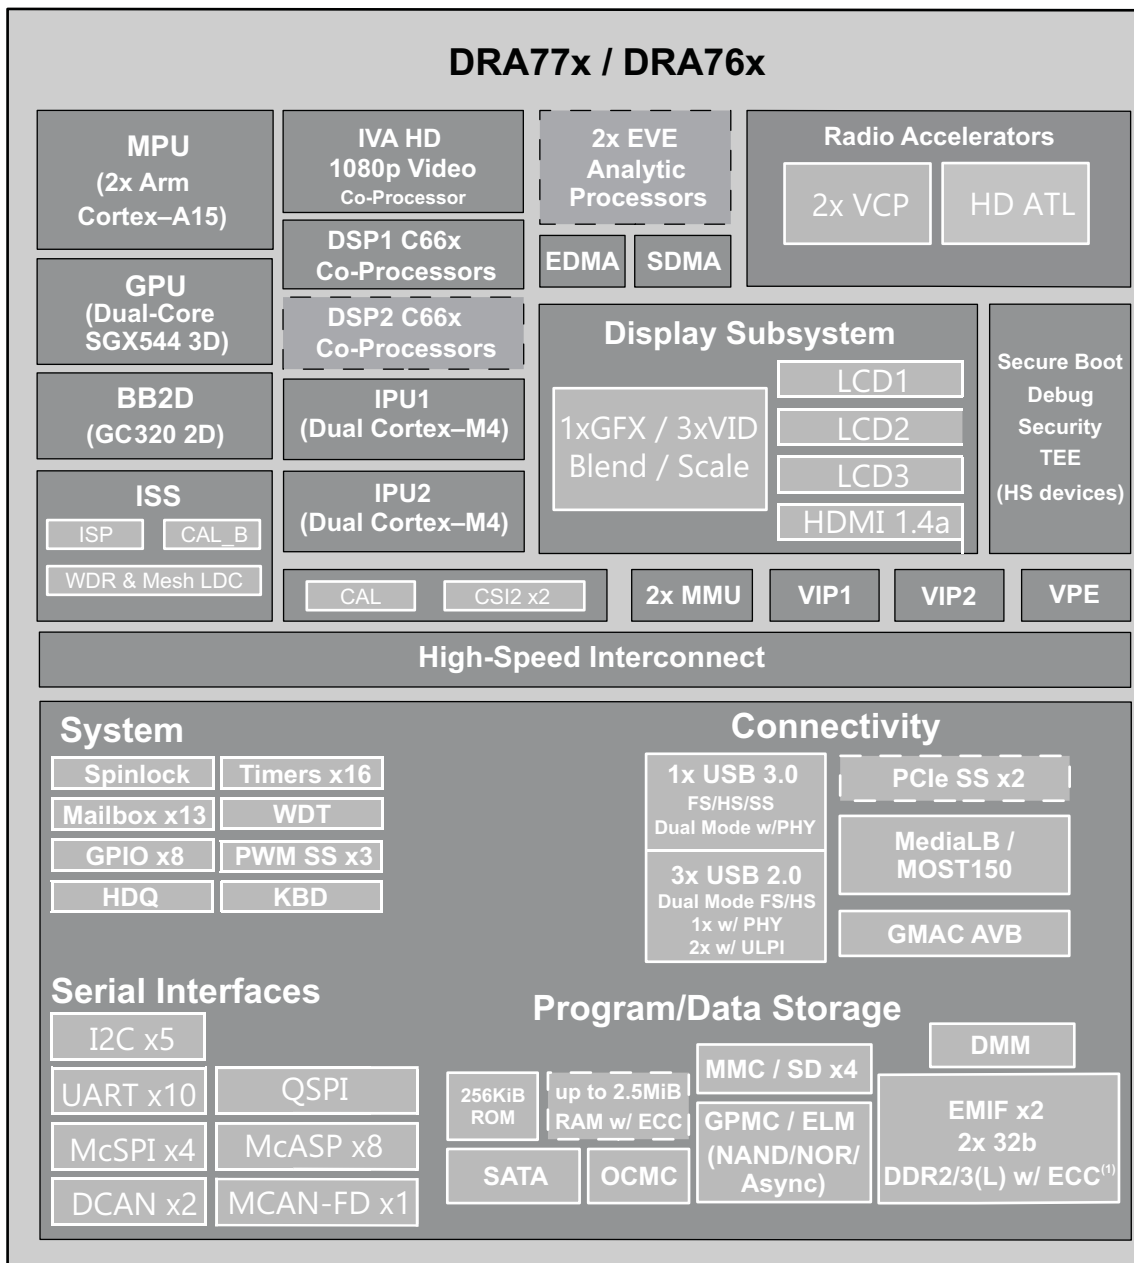 DRA77x / DRA76x
MPU
(2x Arm
Cortex–A15)
IVA HD
1080p Video
Co-Processor
2x EVE
Analytic
Processors
Radio Accelerators
2x VCP
HD ATL
DSP1 C66x
Co-Processors
EDMA
SDMA
GPU
(Dual-Core
SGX544 3D)
DSP2 C66x
Co-Processors
Display Subsystem
1xGFX / 3xVID
Blend / Scale
LCD1
LCD2
LCD3
HDMI 1.4a
Secure Boot
Debug
Security
TEE
(HS devices)
BB2D
(GC320 2D)
IPU1
(Dual Cortex–M4)
ISS
ISP
CAL_B
WDR & Mesh LDC
IPU2
(Dual Cortex–M4)
CAL
CSI2 x2
2x MMU
VIP1
VIP2
VPE
High-Speed Interconnect
System
Spinlock
Timers x16
Mailbox x13
WDT
GPIO x8
PWM SS x3
HDQ
KBD
Connectivity
1x USB 3.0
FS/HS/SS
Dual Mode w/PHY
3x USB 2.0
Dual Mode FS/HS
1x w/ PHY
2x w/ ULPI
PCIe SS x2
MediaLB /
MOST150
GMAC AVB
Serial Interfaces
I2C x5
UART x10
QSPI
McSPI x4
McASP x8
DCAN x2
MCAN-FD x1
Program/Data Storage
256KiB
ROM
up to 2.5MiB
RAM w/ ECC
SATA
OCMC
MMC / SD x4
GPMC / ELM
(NAND/NOR/
Async)
DMM
EMIF x2
2x 32b
DDR2/3(L) w/ ECC(1)